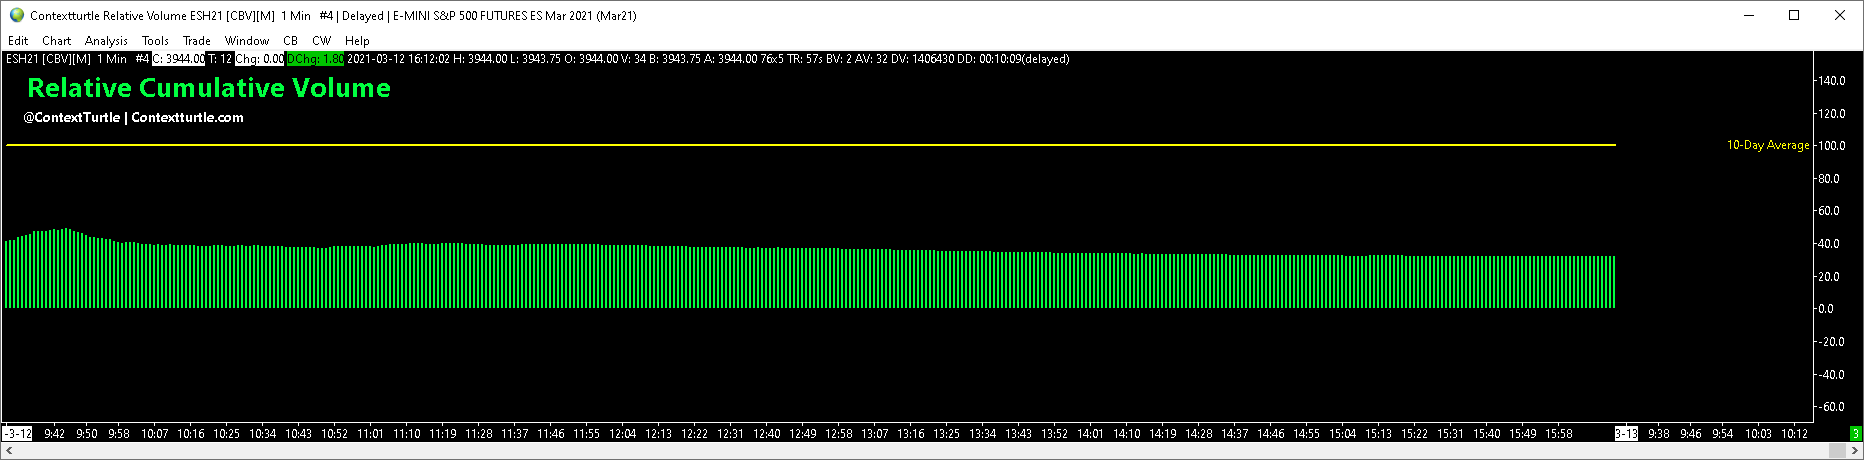 Contextturtle Relative Volume ESH21 [CBV][M] 1 Min #4 | Delayed | E-MINI S&P 500 FUTURES ES Mar 2021 (Mar21)
Edit Chart Analysis Tools Trade Window CB CW Help
ESH21 [CBV][M] 1 Min #4 C: 3944.00 T: 12 Chg: 0.00 DChg: 1.80 2021-03-12 16:12:02 H: 3944.00 L: 3943.75 O: 3944.00 V: 34 B: 3943.75 A: 3944.00 76x5 TR: 57s BV: 2 AV: 32 DV: 1406430 DD: 00:10:09(delayed)
Relative Cumulative Volume
@ContextTurtle | Contextturtle.com
10-Day Average
140.0
120.0
100.0
80.0
60.0
40.0
20.0
0.0
-20.0
-40.0
-60.0
-3-12 9:42 9:50 9:58 10:07 10:16 10:25 10:34 10:43 10:52 11:01 11:10 11:19 11:28 11:37 11:46 11:55 12:04 12:13 12:22 12:31 12:40 12:49 12:58 13:07 13:16 13:25 13:34 13:43 13:52 14:01 14:10 14:19 14:28 14:37 14:46 14:55 15:04 15:13 15:22 15:31 15:40 15:49 15:58 3-13 9:38 9:46 9:54 10:03 10:12 3